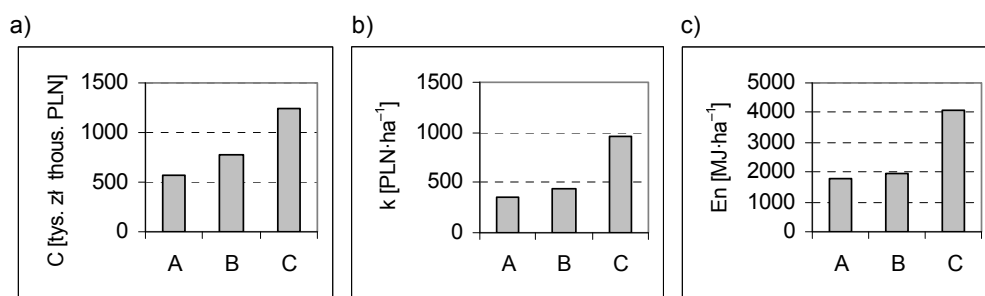 a)
C [tys. zł thous. PLN]
1500
1000
500
0
A B C
b)
k [PLN·ha⁻¹]
1500
1000
500
0
A B C
c)
En [MJ·ha⁻¹]
5000
4000
3000
2000
1000
0
A B C